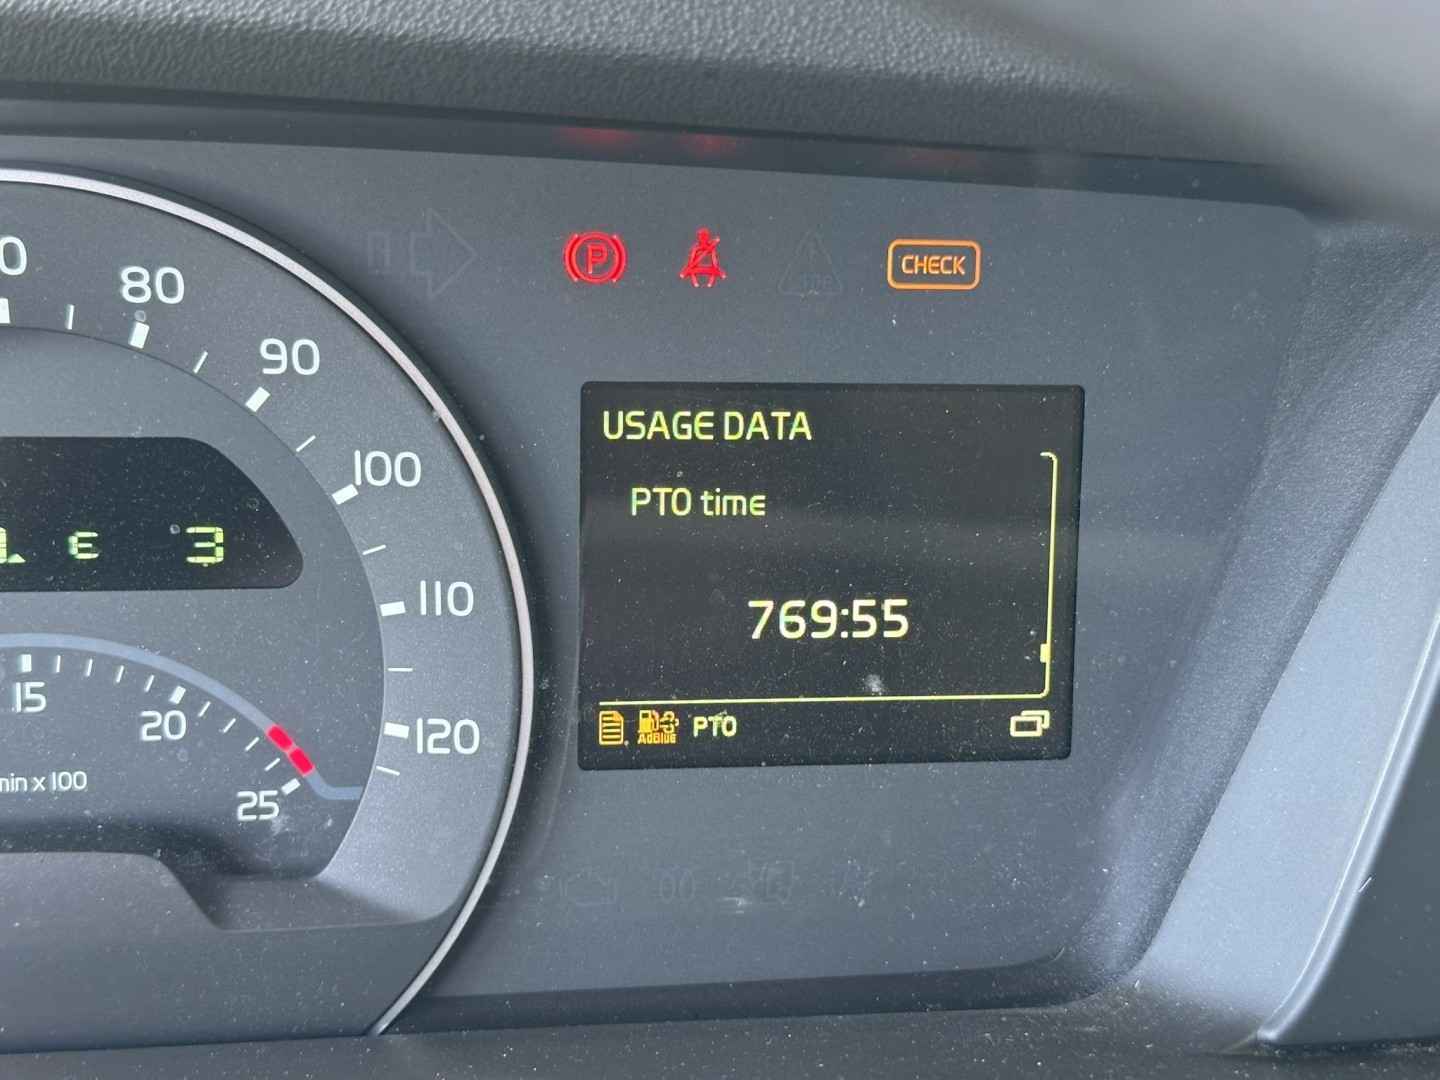 P
CHECK
80
90
100
110
120
USAGE DATA
PTO time
769:55
AdBlue PTO
E 3
15
20
25
min x 100